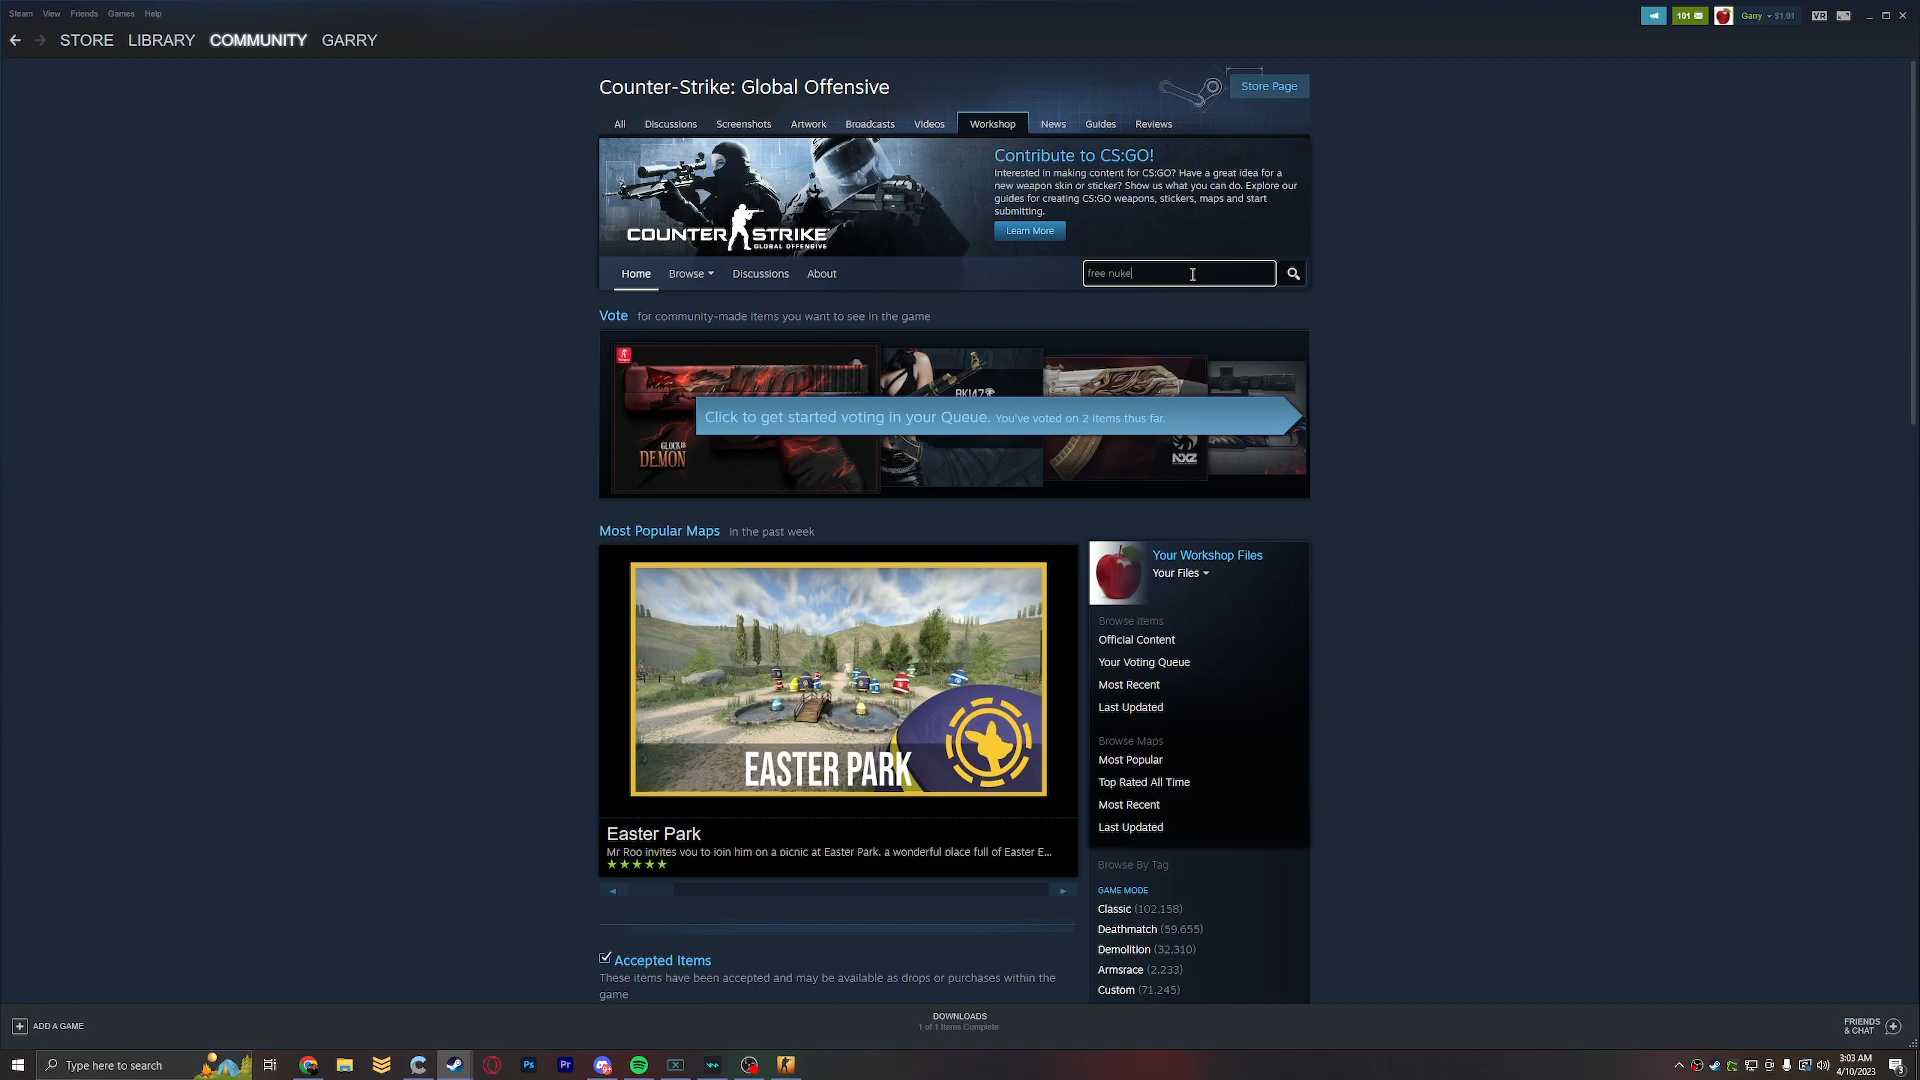 Steam View Friends Games Help
101 Garry $1.01 VR
STORE LIBRARY COMMUNITY GARRY
Counter-Strike: Global Offensive
Store Page
All Discussions Screenshots Artwork Broadcasts Videos Workshop News Guides Reviews
Contribute to CS:GO!
Interested in making content for CS:GO? Have a great idea for a
new weapon skin or sticker? Show us what you can do. Explore our
guides for creating CS:GO weapons, stickers, maps and start
submitting.
Learn More
COUNTER STRIKE
GLOBAL OFFENSIVE
Home Browse Discussions About
free nuke
Vote for community-made items you want to see in the game
Click to get started voting in your Queue. You've voted on 2 items thus far.
GLOCK-18
DEMON
NXZ
Most Popular Maps in the past week
EASTER PARK
Easter Park
Mr Roo invites you to join him on a picnic at Easter Park, a wonderful place full of Easter E...
Your Workshop Files
Your Files
Browse Items
Official Content
Your Voting Queue
Most Recent
Last Updated
Browse Maps
Most Popular
Top Rated All Time
Most Recent
Last Updated
Browse By Tag
GAME MODE
Classic (102,158)
Deathmatch (59,655)
Demolition (32,310)
Armsrace (2,233)
Custom (71,245)
Accepted Items
These items have been accepted and may be available as drops or purchases within the
game
ADD A GAME
DOWNLOADS
1 of 1 Items Complete
FRIENDS
& CHAT
Type here to search
Ps
Pr
3:03 AM
4/10/2023